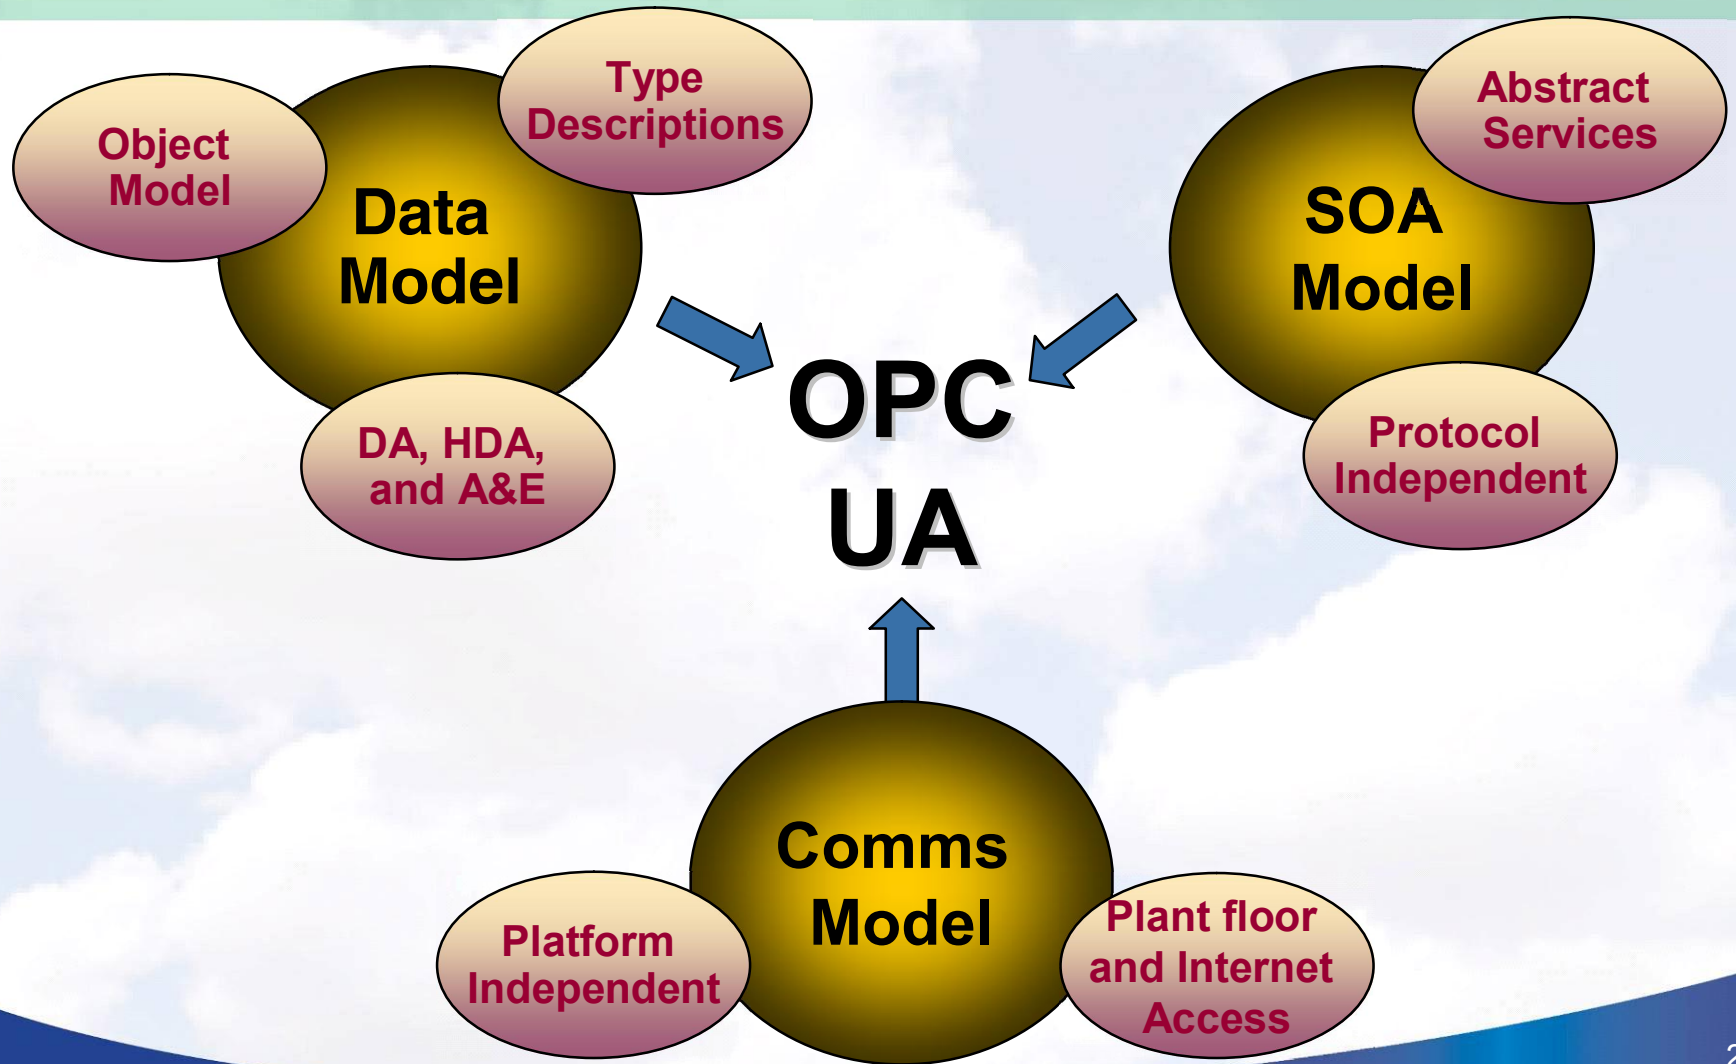 Object
Model
Type
Descriptions
Data
Model
DA, HDA,
and A&E
Abstract
Services
SOA
Model
Protocol
Independent
OPC
UA
Comms
Model
Platform
Independent
Plant floor
and Internet
Access